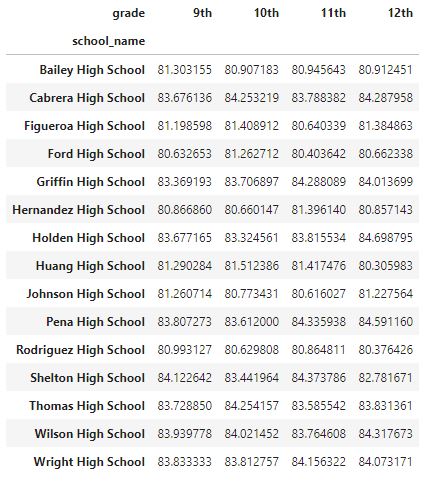 grade 9th 10th 11th 12th
school_name
Bailey High School 81.303155 80.907183 80.945643 80.912451
Cabrera High School 83.676136 84.253219 83.788382 84.287958
Figueroa High School 81.198598 81.408912 80.640339 81.384863
Ford High School 80.632653 81.262712 80.403642 80.662338
Griffin High School 83.369193 83.706897 84.288089 84.013699
Hernandez High School 80.866860 80.660147 81.396140 80.857143
Holden High School 83.677165 83.324561 83.815534 84.698795
Huang High School 81.290284 81.512386 81.417476 80.305983
Johnson High School 81.260714 80.773431 80.616027 81.227564
Pena High School 83.807273 83.612000 84.335938 84.591160
Rodriguez High School 80.993127 80.629808 80.864811 80.376426
Shelton High School 84.122642 83.441964 84.373786 82.781671
Thomas High School 83.728850 84.254157 83.585542 83.831361
Wilson High School 83.939778 84.021452 83.764608 84.317673
Wright High School 83.833333 83.812757 84.156322 84.073171